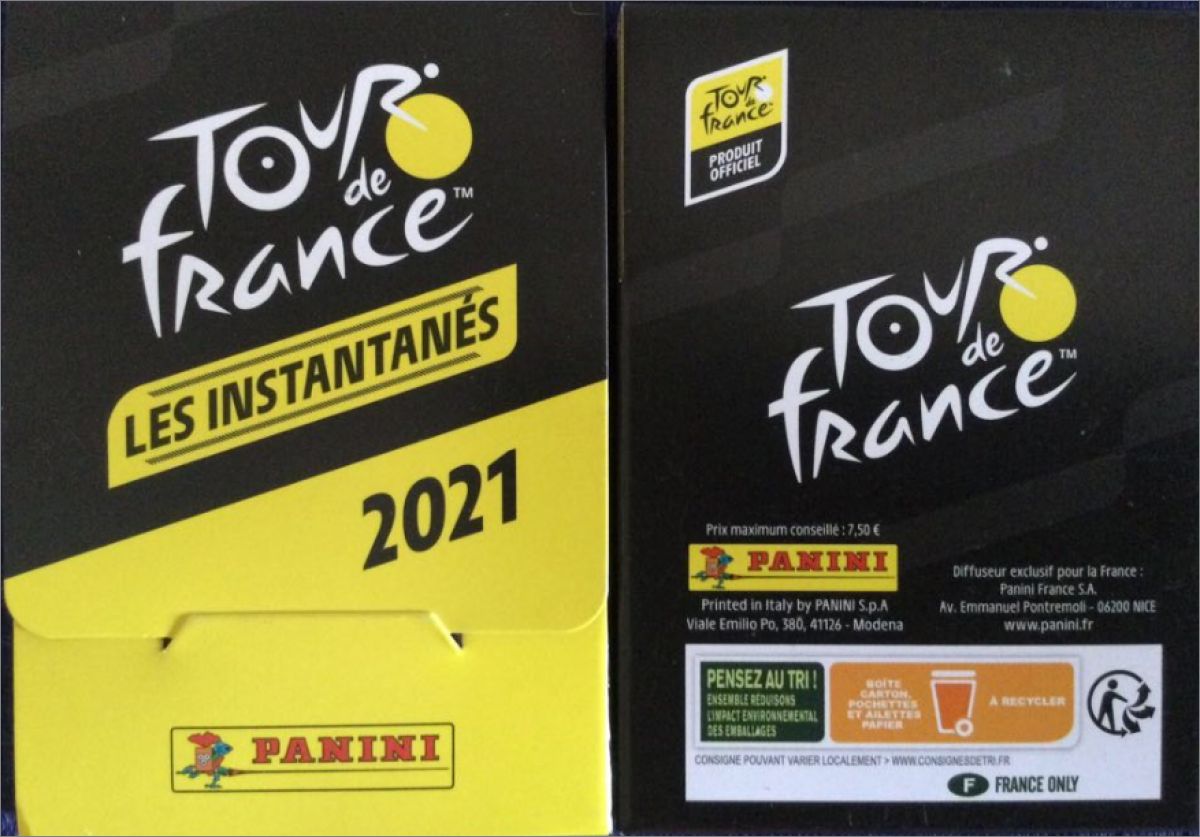 TOUR
de
france™
LES INSTANTANÉS
2021
PANINI
TOUR
de
france
PRODUIT
OFFICIEL
TOUR
de
france™
Prix maximum conseillé : 7,50 €
PANINI
Printed in Italy by PANINI S.p.A
Viale Emilio Po, 380, 41126 - Modena
Diffuseur exclusif pour la France :
Panini France S.A.
Av. Emmanuel Pontremoli - 06200 NICE
www.panini.fr
PENSEZ AU TRI !
ENSEMBLE RÉDUISONS
L'IMPACT ENVIRONNEMENTAL
DES EMBALLAGES
BOÎTE
CARTON,
POCHETTES
ET AILETTES
PAPIER
À RECYCLER
CONSIGNE POUVANT VARIER LOCALEMENT > WWW.CONSIGNESDETRI.FR
F FRANCE ONLY